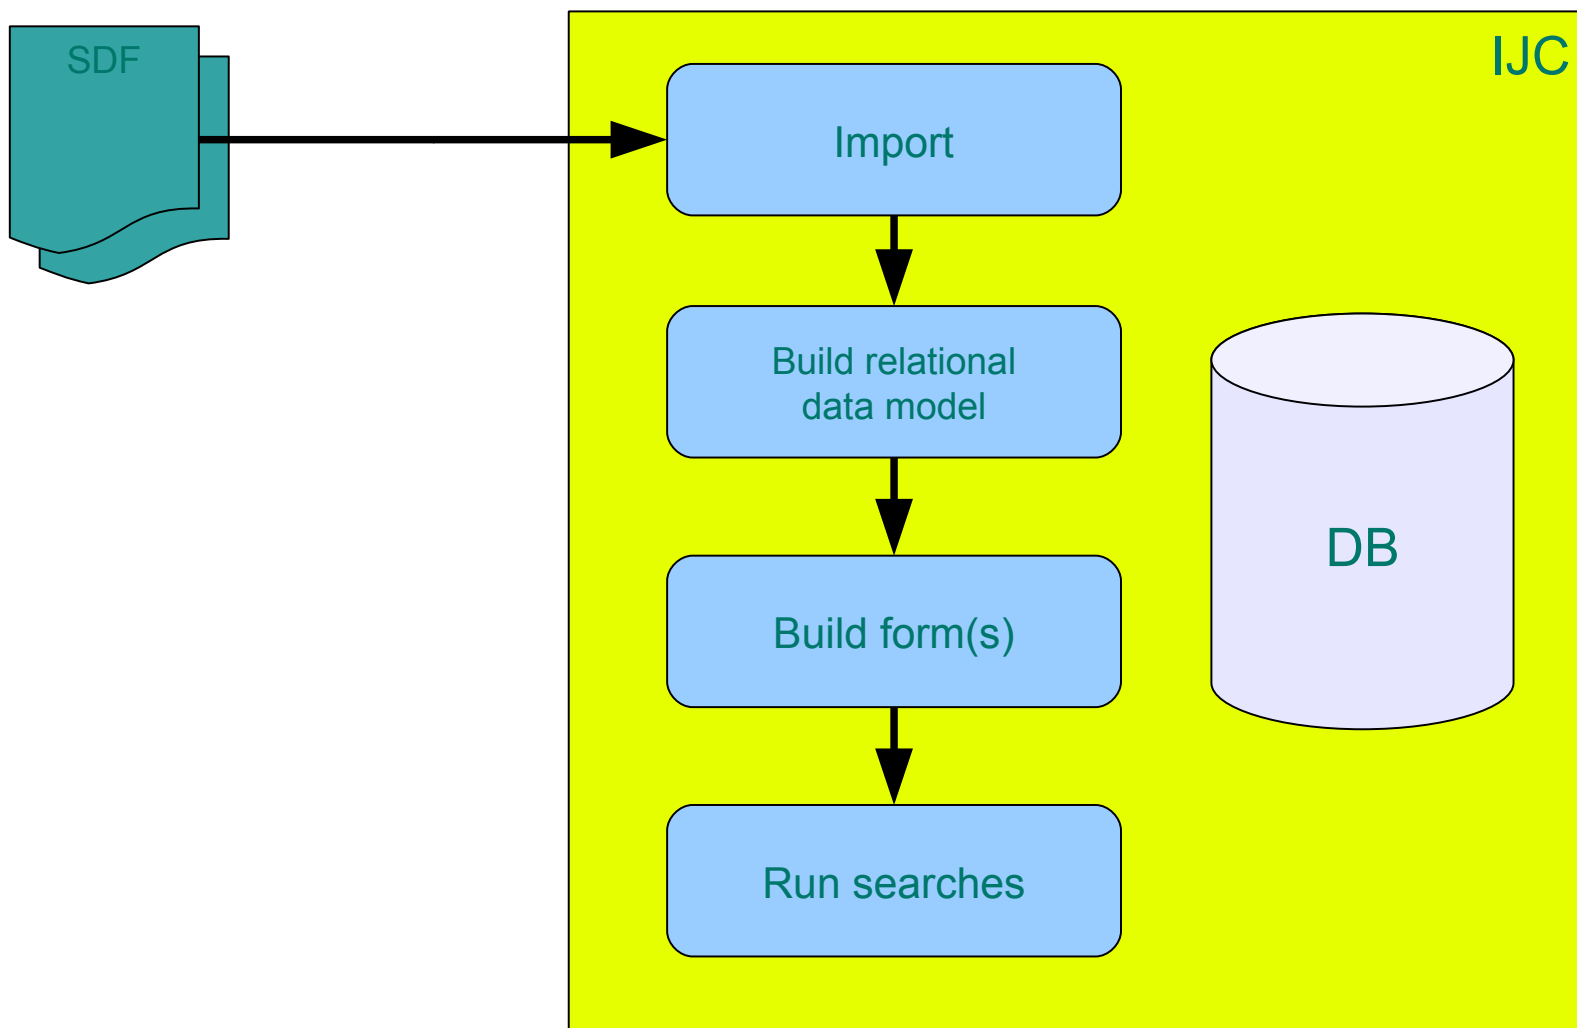 SDF
IJC
Import
Build relational
data model
DB
Build form(s)
Run searches